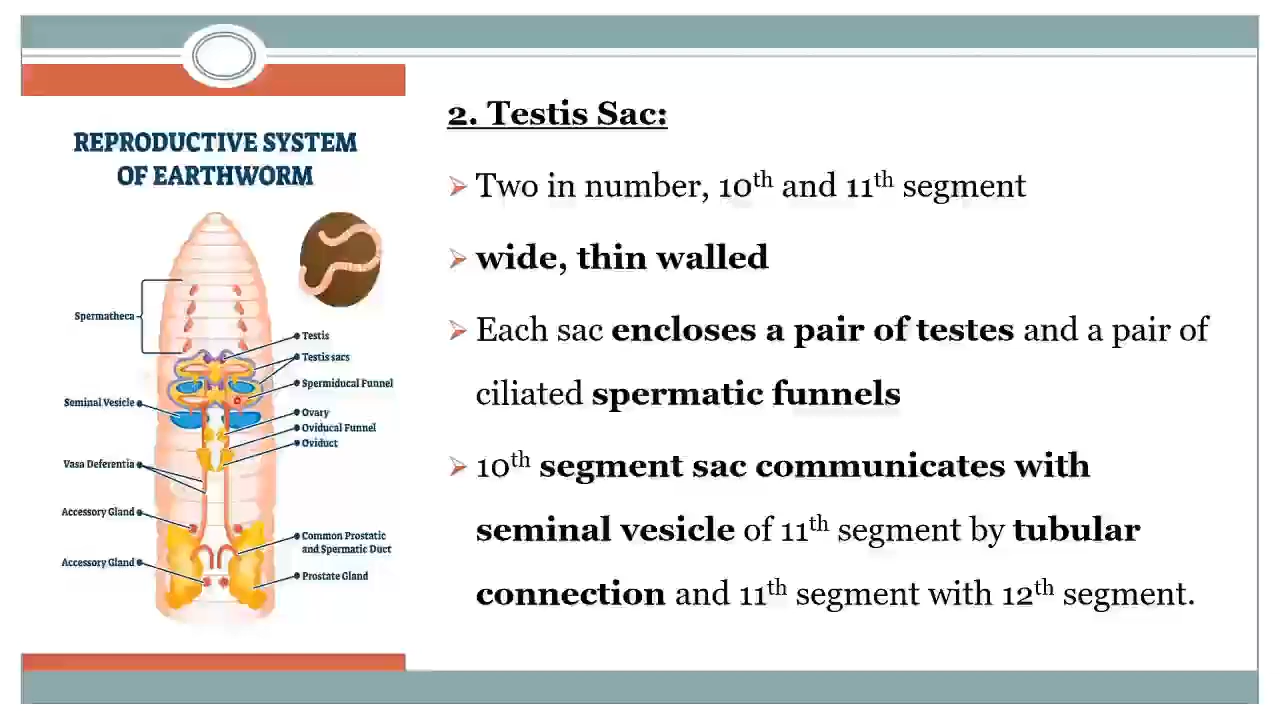 REPRODUCTIVE SYSTEM
OF EARTHWORM
Spermatheca
Seminal Vesicle
Vasa Deferentia
Accessory Gland
Accessory Gland
Testis
Testis sacs
Spermiducal Funnel
Ovary
Oviducal Funnel
Oviduct
Common Prostatic
and Spermatic Duct
Prostate Gland
2. Testis Sac:
Two in number, 10th and 11th segment
wide, thin walled
Each sac encloses a pair of testes and a pair of
ciliated spermatic funnels
10th segment sac communicates with
seminal vesicle of 11th segment by tubular
connection and 11th segment with 12th segment.